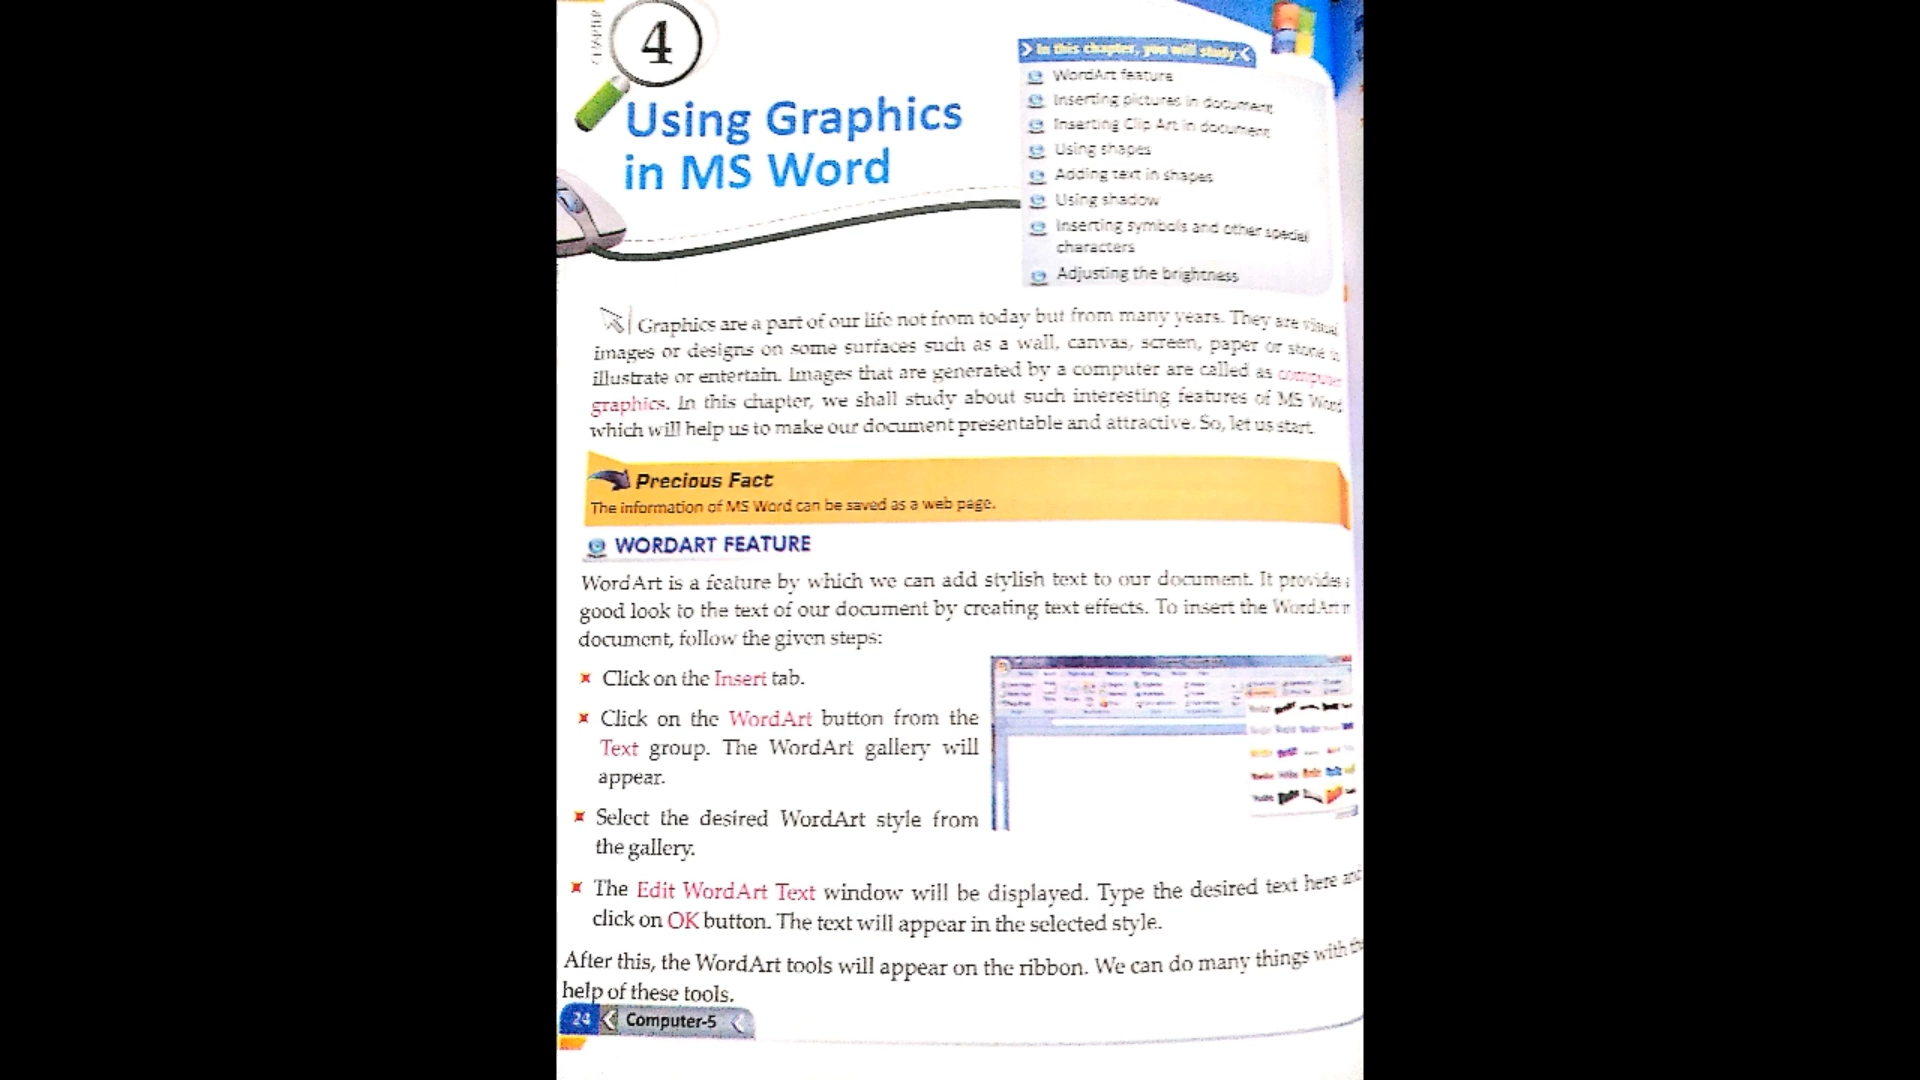 CHAPTER
4
Using Graphics
in MS Word
In this chapter, you will study
WordArt feature
Inserting pictures in document
Inserting Clip Art in document
Using shapes
Adding text in shapes
Using shadow
Inserting symbols and other special
characters
Adjusting the brightness
Graphics are a part of our life not from today but from many years. They are visual
images or designs on some surfaces such as a wall, canvas, screen, paper or stone
illustrate or entertain. Images that are generated by a computer are called as computer
graphics. In this chapter, we shall study about such interesting features of MS Word
which will help us to make our document presentable and attractive. So, let us start.
Precious Fact
The information of MS Word can be saved as a web page.
WORDART FEATURE
WordArt is a feature by which we can add stylish text to our document. It provides a
good look to the text of our document by creating text effects. To insert the WordArt
document, follow the given steps:
Click on the Insert tab.
Click on the WordArt button from the
Text group. The WordArt gallery will
appear.
Select the desired WordArt style from
the gallery.
The Edit WordArt Text window will be displayed. Type the desired text here and
click on OK button. The text will appear in the selected style.
After this, the WordArt tools will appear on the ribbon. We can do many things with
help of these tools.
24
Computer-5